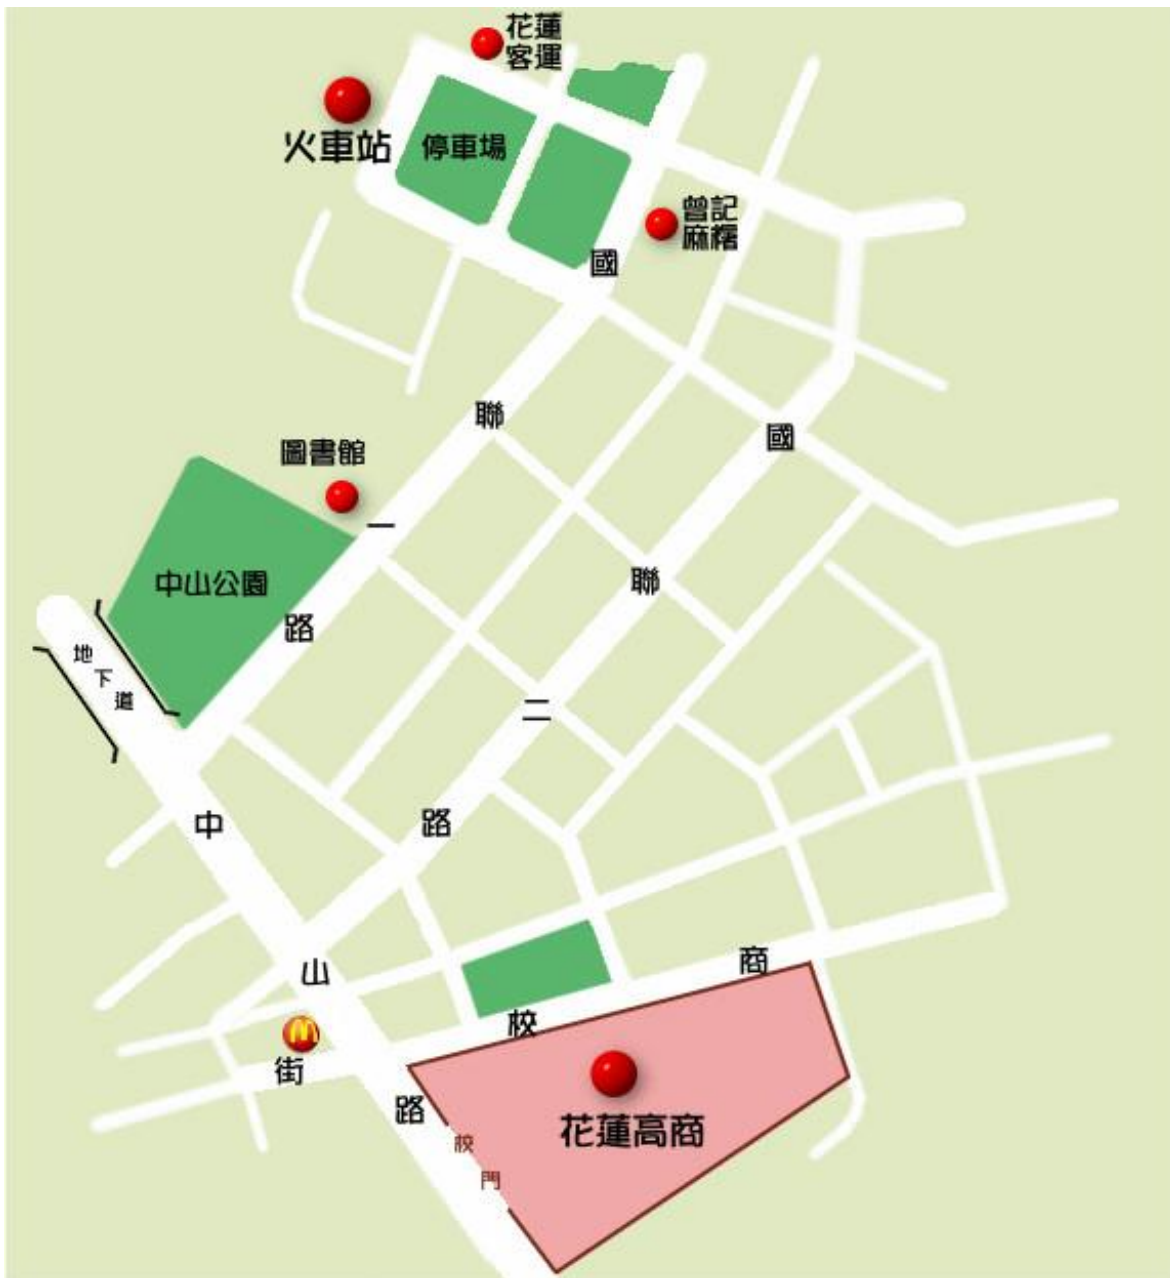 花蓮
客運
火車站
停車場
曾記
麻糬
國
聯
一
路
圖書館
中山公園
地
下
道
國
聯
二
路
中
山
路
商
校
街
M
花蓮高商
校
門